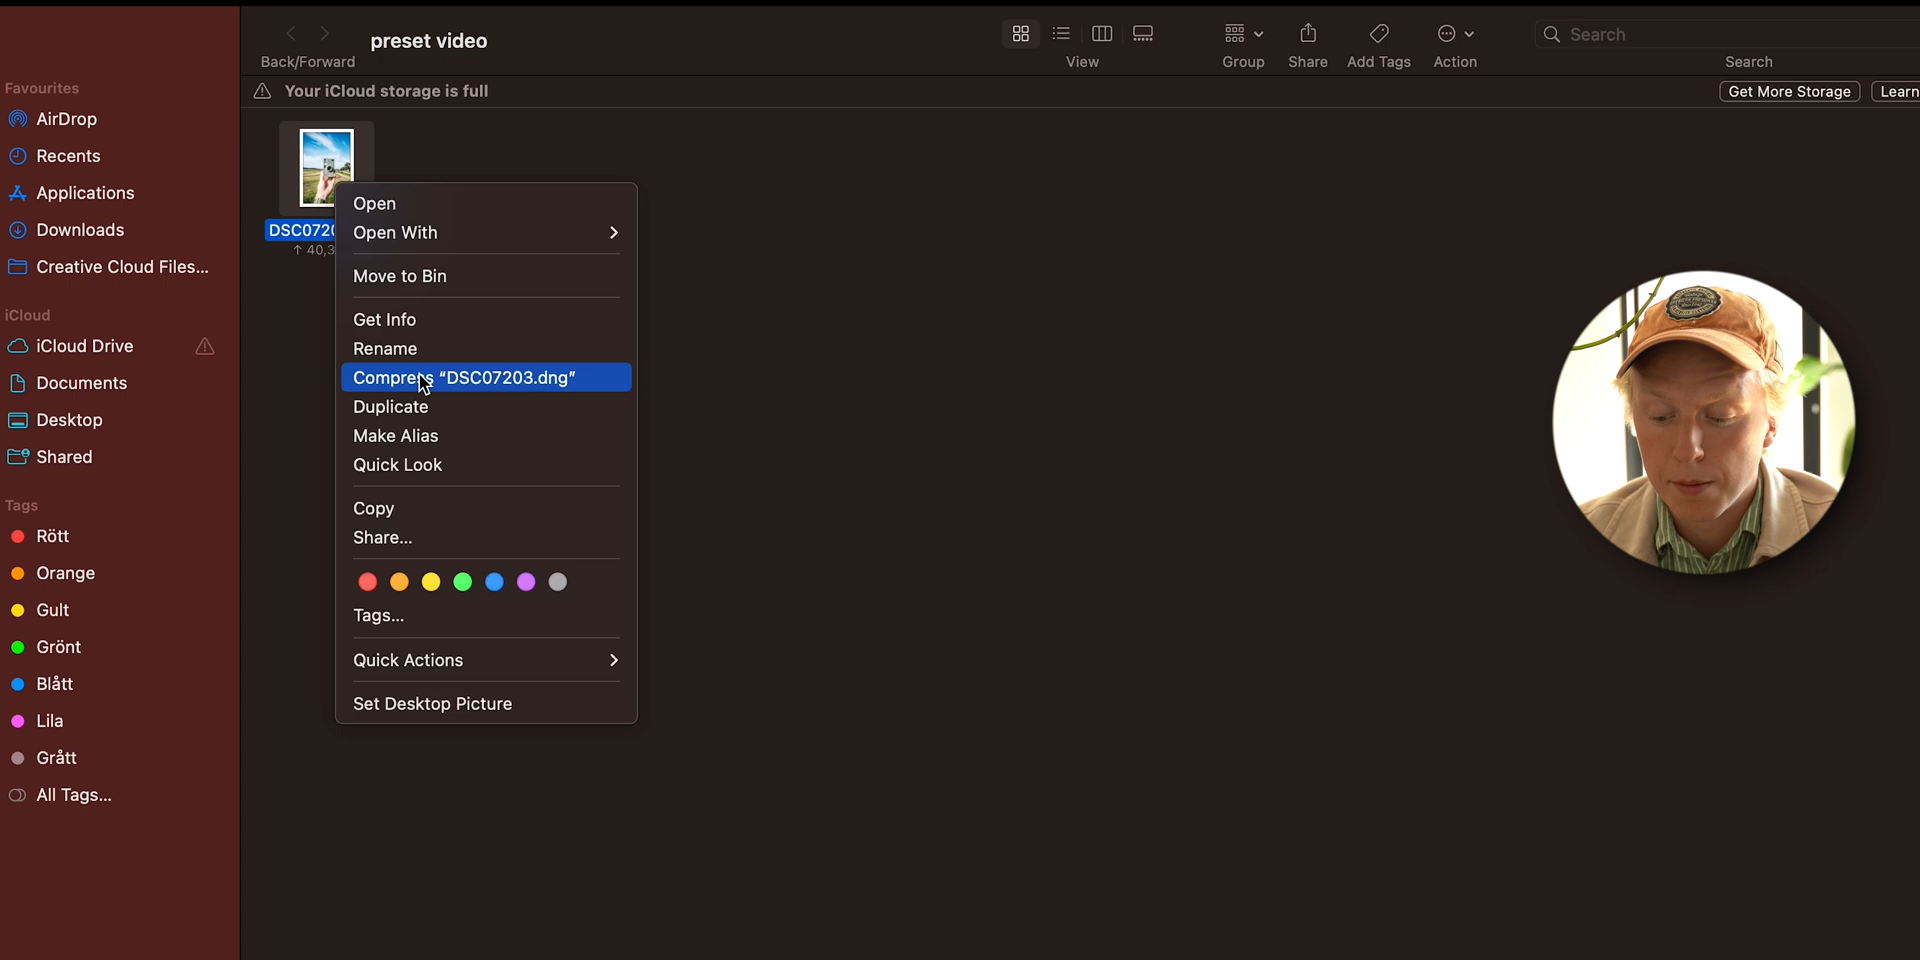 preset video
Back/Forward
View
Group
Share
Add Tags
Action
Search
Search
Your iCloud storage is full
Get More Storage
Learn
Favourites
AirDrop
Recents
Applications
Downloads
Creative Cloud Files...
iCloud
iCloud Drive
Documents
Desktop
Shared
Tags
Rött
Orange
Gult
Grönt
Blått
Lila
Grått
All Tags...
DSC0720
↑ 40,3
Open
Open With
Move to Bin
Get Info
Rename
Compress “DSC07203.dng”
Duplicate
Make Alias
Quick Look
Copy
Share...
Tags...
Quick Actions
Set Desktop Picture